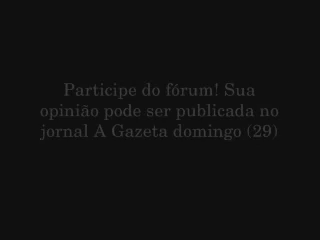 Participe do fórum! Sua
opinião pode ser publicada no
jornal A Gazeta domingo (29)